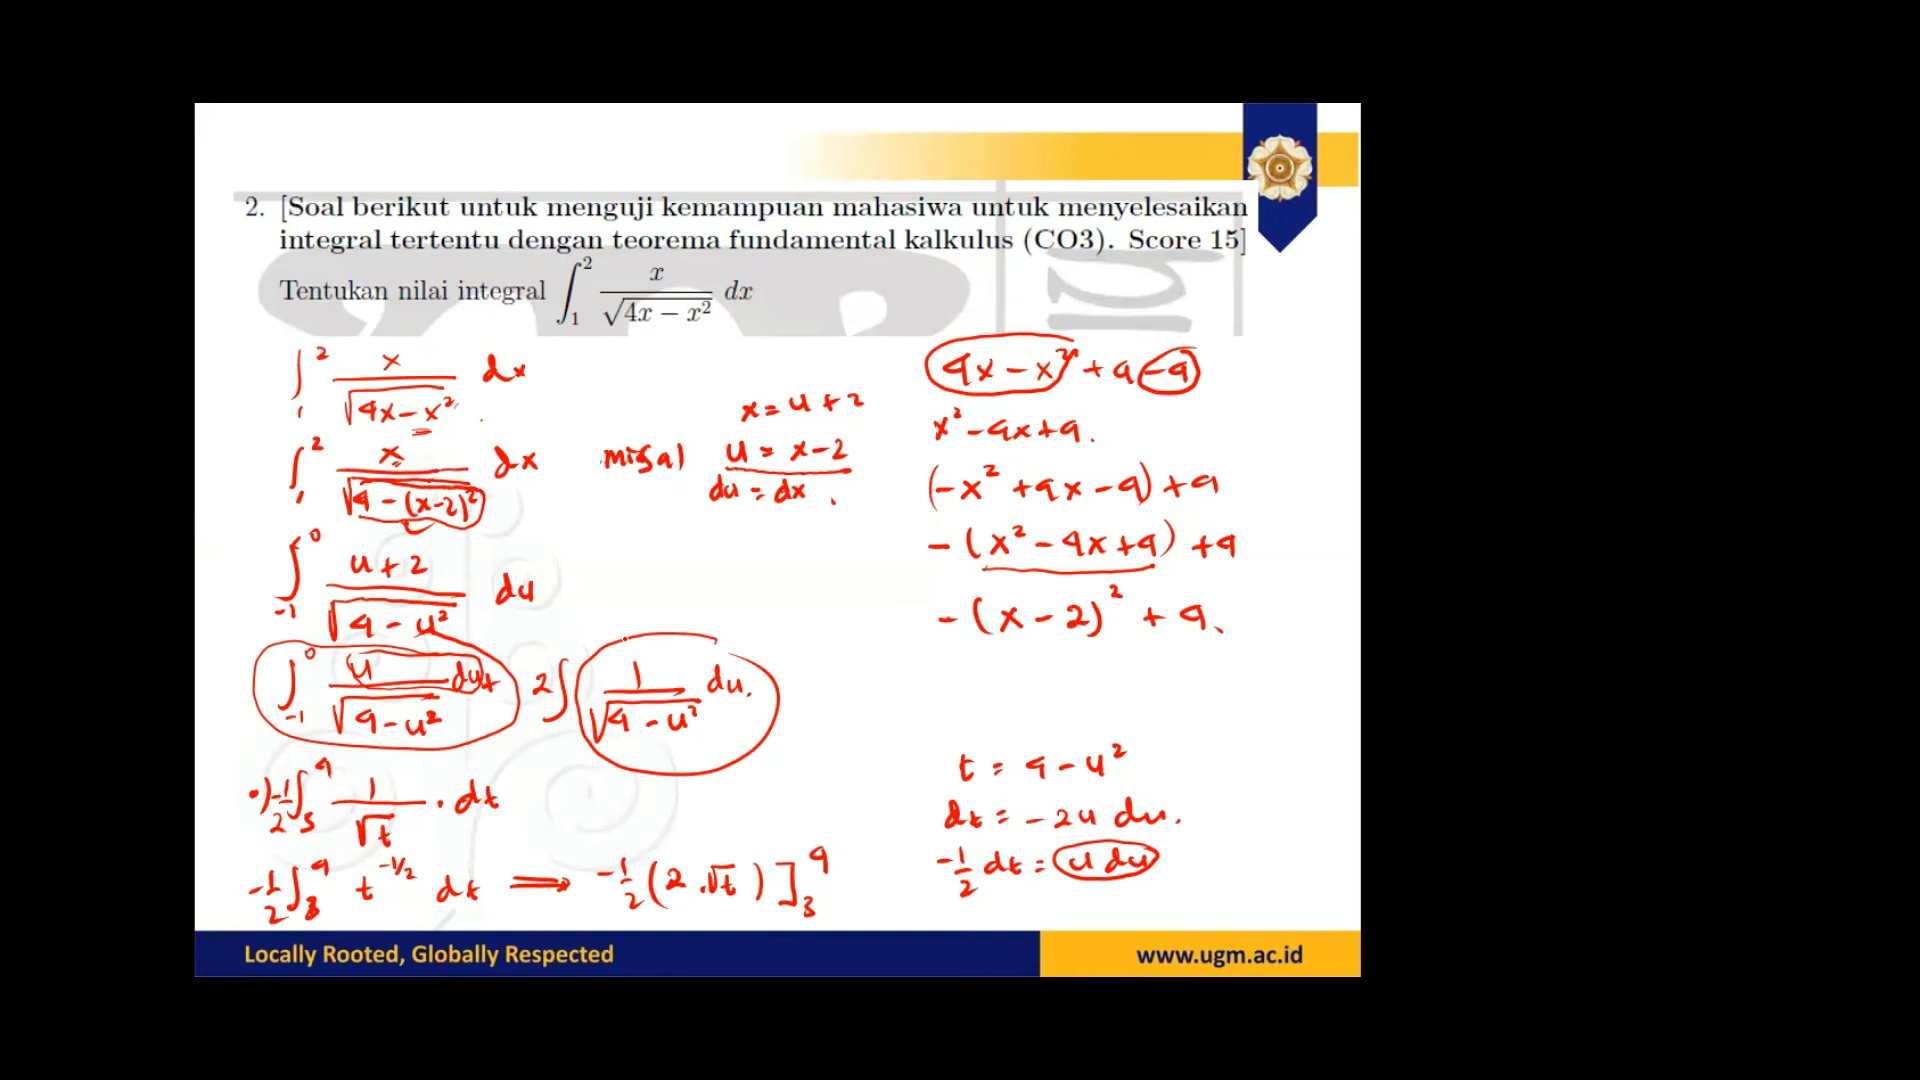 2. [Soal berikut untuk menguji kemampuan mahasiwa untuk menyelesaikan
integral tertentu dengan teorema fundamental kalkulus (CO3). Score 15]
Tentukan nilai integral ∫₁² x/√(4x − x²) dx
∫₁² x/√(4x − x²) dx
∫₁² x/√(4 − (x−2)²) dx
misal
x = u + 2
u = x − 2
du = dx.
∫₋₁⁰ (u + 2)/√(4 − u²) du
∫₋₁⁰ u/√(4 − u²) du + 2∫ 1/√(4 − u²) du.
•) −1/2 ∫₃⁴ 1/√t · dt
−1/2 ∫₃⁴ t^(−1/2) dt ⟹ −1/2 (2.√t)]₃⁴
4x − x² + 4 − 4
x² − 4x + 4.
(−x² + 4x − 4) + 4
−(x² − 4x + 4) + 4
−(x − 2)² + 4
t = 4 − u²
dt = −2u du.
−1/2 dt = u du
Locally Rooted, Globally Respected
www.ugm.ac.id